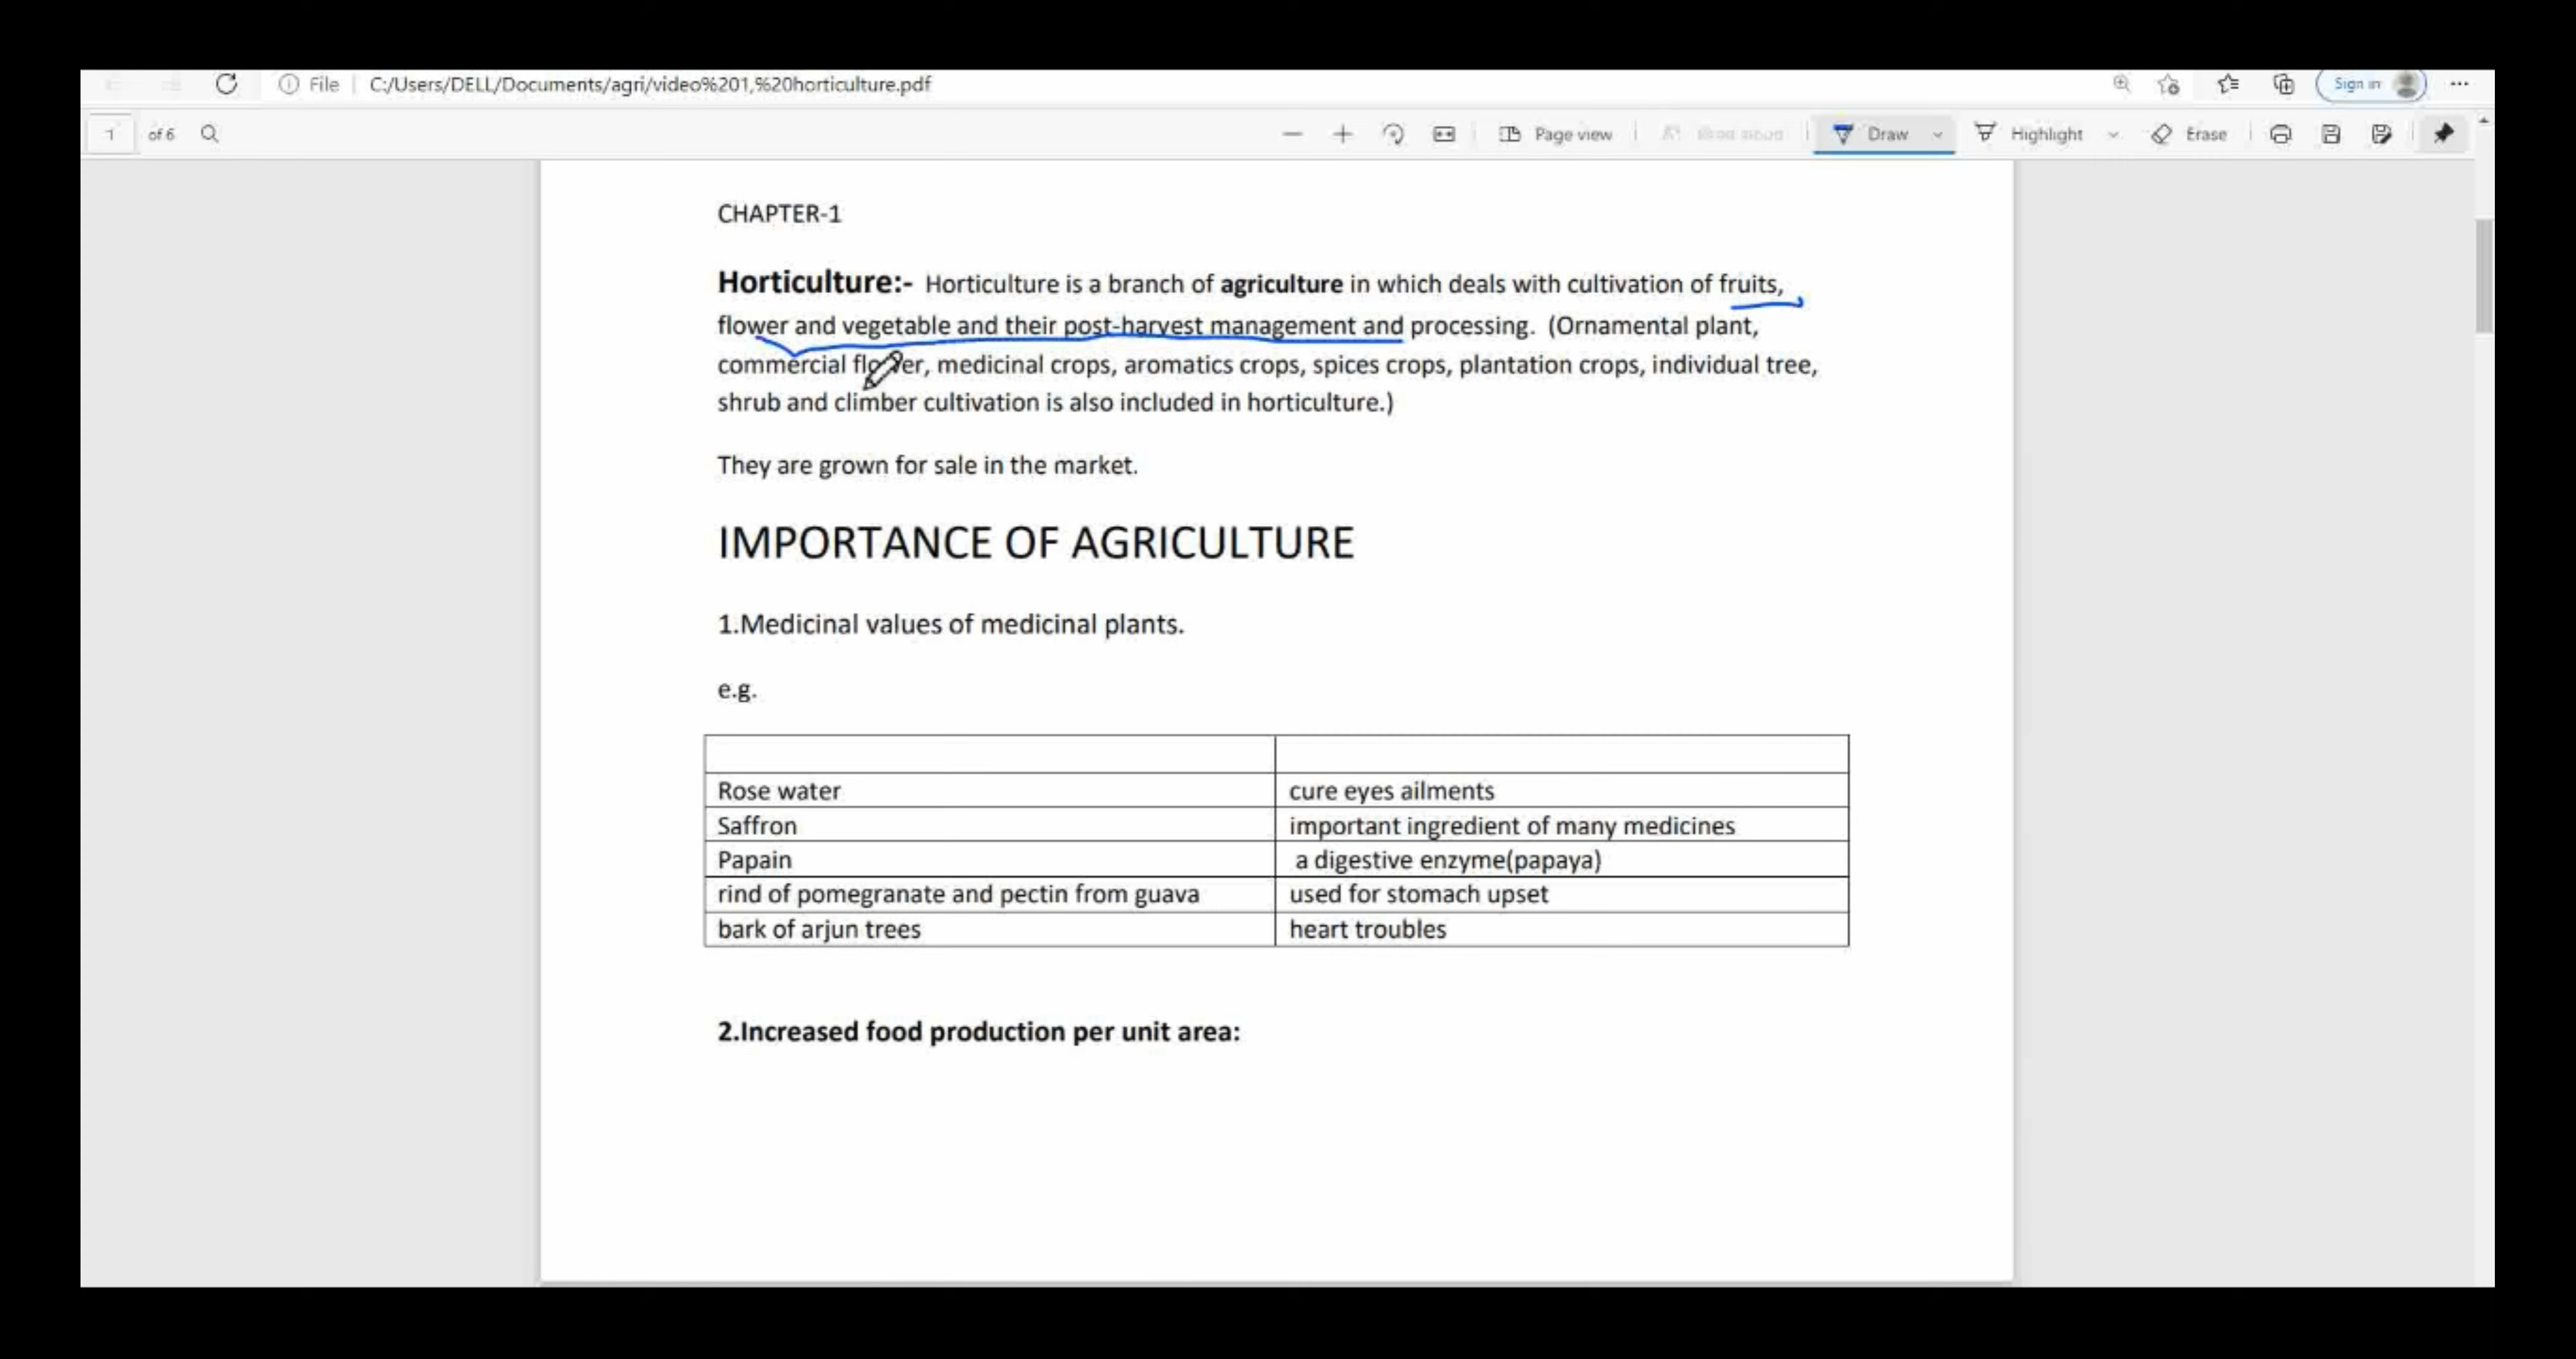 File | C:/Users/DELL/Documents/agri/video%201,%20horticulture.pdf
Sign in
1 of 6
Page view
Draw
Highlight
Erase
CHAPTER-1
Horticulture:- Horticulture is a branch of agriculture in which deals with cultivation of fruits,
flower and vegetable and their post-harvest management and processing. (Ornamental plant,
commercial flower, medicinal crops, aromatics crops, spices crops, plantation crops, individual tree,
shrub and climber cultivation is also included in horticulture.)
They are grown for sale in the market.
IMPORTANCE OF AGRICULTURE
1.Medicinal values of medicinal plants.
e.g.
Rose water cure eyes ailments
Saffron important ingredient of many medicines
Papain a digestive enzyme(papaya)
rind of pomegranate and pectin from guava used for stomach upset
bark of arjun trees heart troubles
2.Increased food production per unit area: